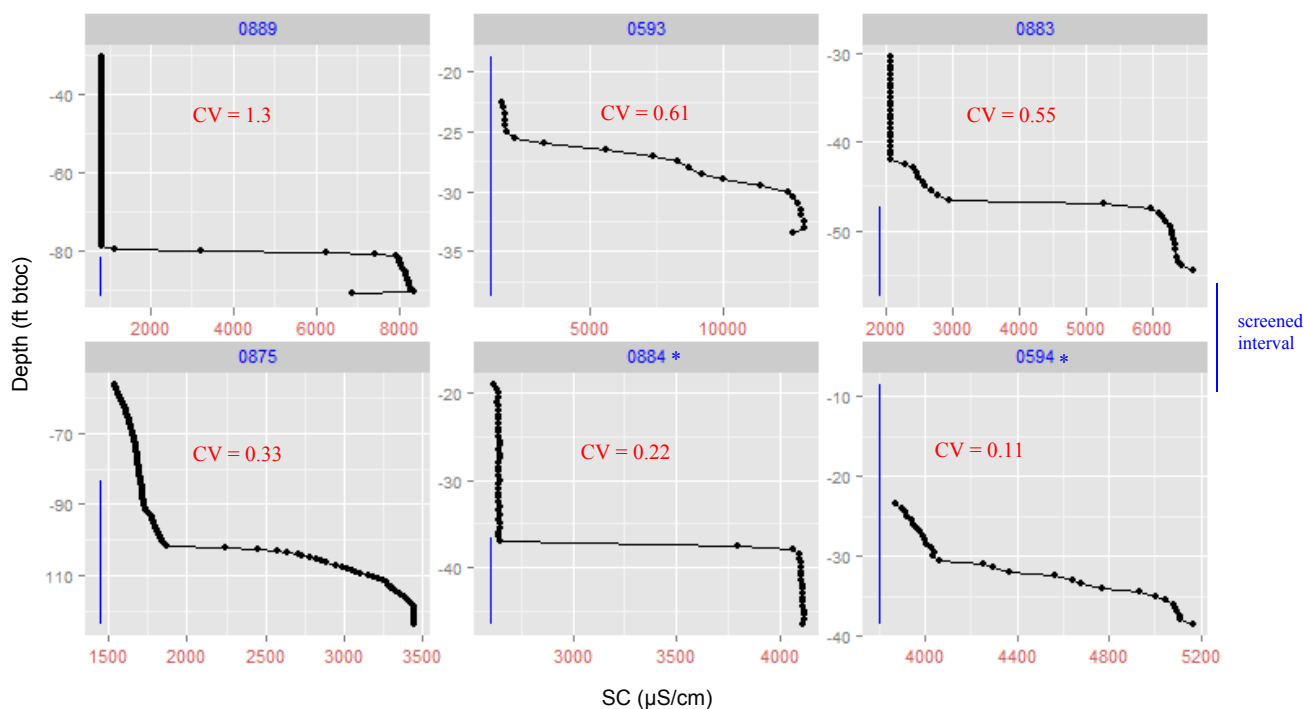 0889
0593
0883
CV = 1.3
CV = 0.61
CV = 0.55
-40
-60
-80
-20
-25
-30
-35
-30
-40
-50
2000 4000 6000 8000
5000 10000
2000 3000 4000 5000 6000
Depth (ft btoc)
screened
interval
0875
0884 *
0594 *
CV = 0.33
CV = 0.22
CV = 0.11
-70
-90
110
-20
-30
-40
-10
-20
-30
-40
1500 2000 2500 3000 3500
3000 4000
4000 4400 4800 5200
SC (µS/cm)